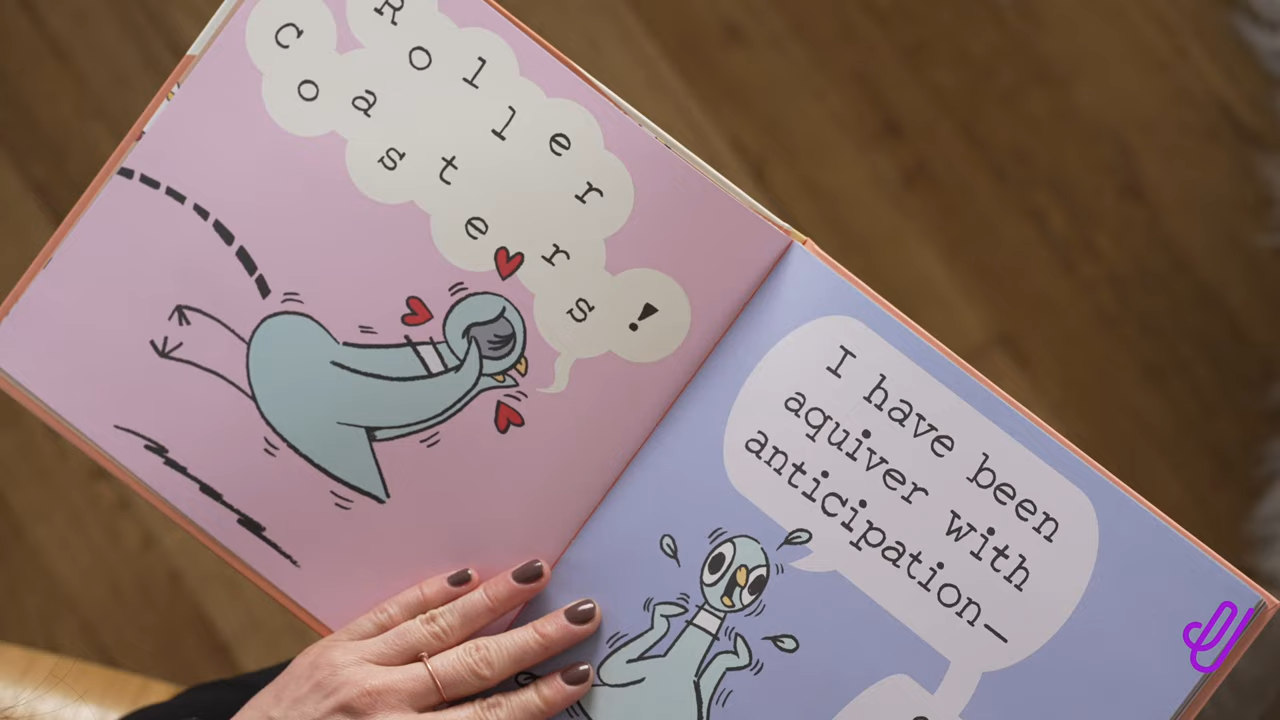 Roller
Coasters!
I have been
aquiver with
anticipation—